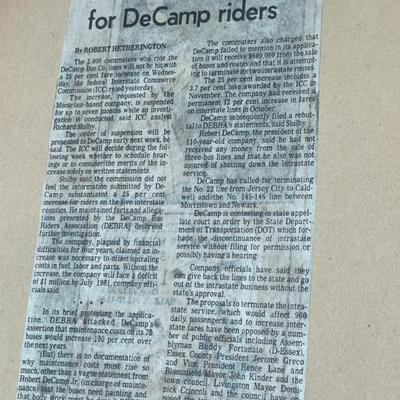 for DeCamp riders
By ROBERT HETHERINGTON
The 5,000 commuters who ride the
DeCamp Bus Co. lines will not be hit with
a 25 per cent fare increase on Wednes-
day, the federal Interstate Commerce
Commission (ICC) ruled yesterday.
The increase, requested by the
Montclair-based company, is suspended
for up to seven months while an investi-
gation is conducted, said ICC analyst
Richard Shilby.
The order of suspension will be
presented to DeCamp early next week, he
said. The ICC will decide during the fol-
lowing week whether to schedule hear-
ings or to consider the merits of the in-
crease solely on written statements.
Shilby said the commission did not
feel the information submitted by De-
Camp substantiated a 25 per cent
increase for riders in the five interstate
counties. He maintained facts and allega-
tions presented by the DeCamp Bus
Riders Association (DEBRA) deserved
further investigation.
The company, plagued by financial
difficulties for four years, claimed an in-
crease was necessary to offset spiraling
costs in fuel, labor and parts. Without the
increase, the company will face a deficit
of $1 million by July 1981, company offi-
cials said.
In its brief protesting the applica-
tion, DEBRA attacked DeCamp's
assertion that maintenance costs on its 70
buses would increase 100 per cent over
the next years.
"(But) there is no documentation of
why maintenance costs must rise so
much, other than a vague statement from
Robert DeCamp Jr. (in charge of mainte-
nance) that the buses need painting and
that body work must be done."
The commuters also charged that
DeCamp failed to mention in its applica-
tion it will receive $600,000 from the sale
of buses and routes and that it is attempt-
ing to terminate its two intrastate routes.
The 25 per cent increase includes a
3.7 per cent hike awarded by the ICC in
November. The company had received a
permanent 12 per cent increase in fares
on interstate lines in October.
DeCamp subsequently filed a rebut-
tal to DEBRA's statements, said Shilby.
Robert DeCamp, the president of the
110-year-old company, said he had not
received any money from the sale of
three bus lines and that he also was not
assured of shutting down the intrastate
service.
DeCamp has called for terminating
the No. 22 line from Jersey City to Cald-
well and the No. 145-146 line between
Morristown and Newark.
DeCamp is contesting in state appel-
late court an order by the State Depart-
ment of Transportation (DOT) which for-
bade the discontinuance of intrastate
service without filing for permission or
possibly having a hearing.
Company officials have said they
can give back the lines to the state and go
out of the intrastate business without the
state's approval.
The proposals to terminate the intra-
state service, which would affect 900
daily passengers, and to increase inter-
state fares have been opposed by a num-
ber of public officials including Assem-
blyman Buddy Fortunato (D-Essex),
Essex County President Jerome Greco
and Vice President Renee Lane and
Bloomfield Mayor John Kinder and the
town council. Livingston Mayor Domi-
nick Crincoli and the council have